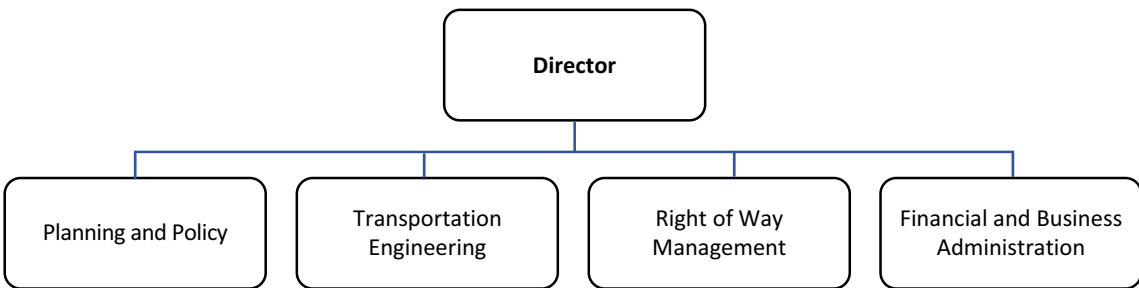 Director
Planning and Policy
Transportation
Engineering
Right of Way
Management
Financial and Business
Administration